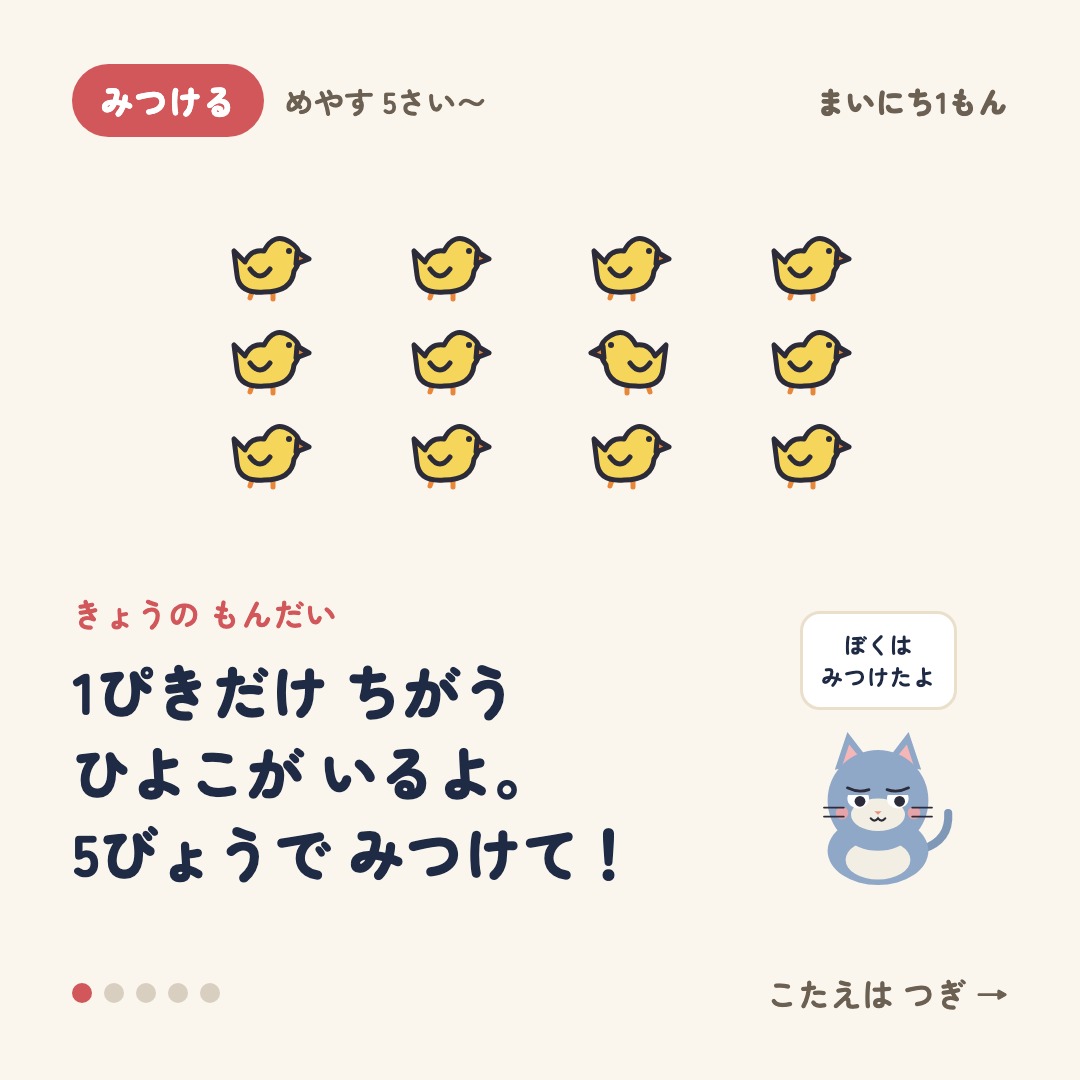 みつける めやす 5さい〜 まいにち1もん
きょうの もんだい
1ぴきだけ ちがう
ひよこが いるよ。
5びょうで みつけて！
ぼくは
みつけたよ
こたえは つぎ →